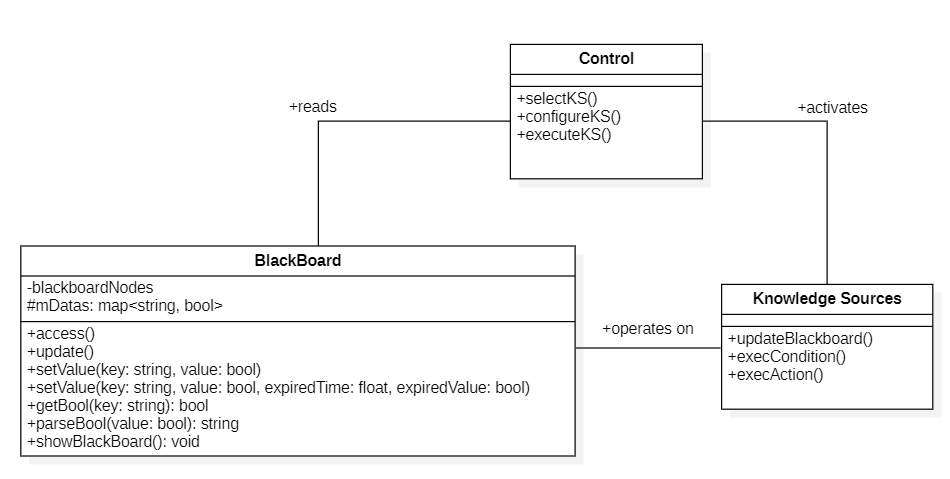 Control
+selectKS()
+configureKS()
+executeKS()
+reads
+activates
BlackBoard
-blackboardNodes
#mDatas: map<string, bool>
+access()
+update()
+setValue(key: string, value: bool)
+setValue(key: string, value: bool, expiredTime: float, expiredValue: bool)
+getBool(key: string): bool
+parseBool(value: bool): string
+showBlackBoard(): void
+operates on
Knowledge Sources
+updateBlackboard()
+execCondition()
+execAction()